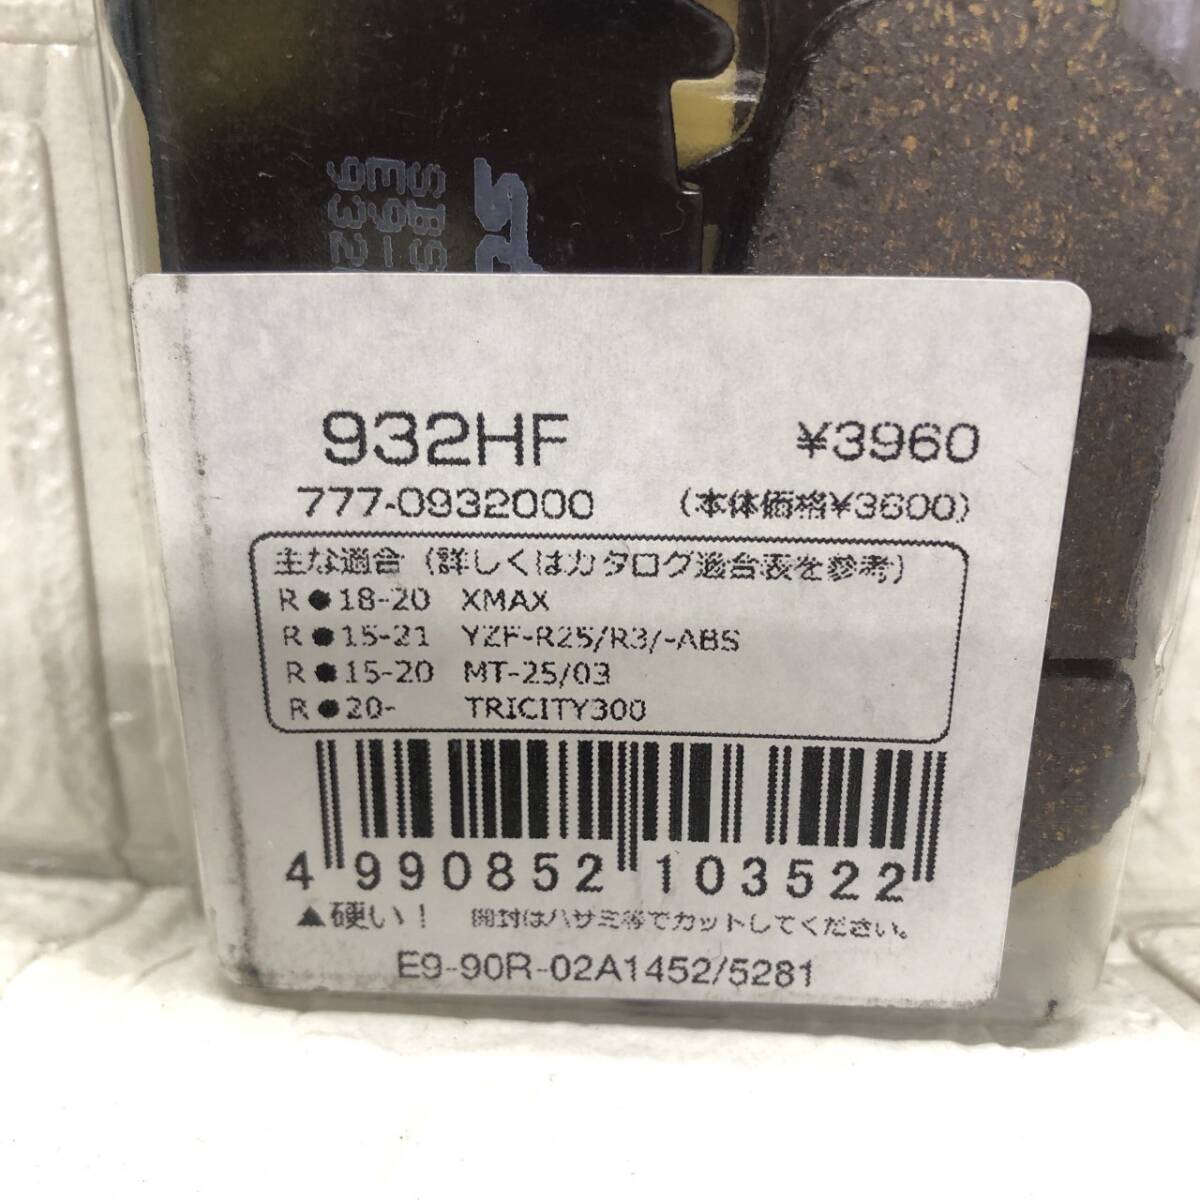 932HF ¥3960
777-0932000 (本体価格¥3600)
主な適合 (詳しくはカタログ適合表を参考)
R ●18-20 XMAX
R ●15-21 YZF-R25/R3/-ABS
R ●15-20 MT-25/03
R ●20- TRICITY300
4 990852 103522
▲硬い! 開封はハサミ等でカットしてください。
E9-90R-02A1452/5281